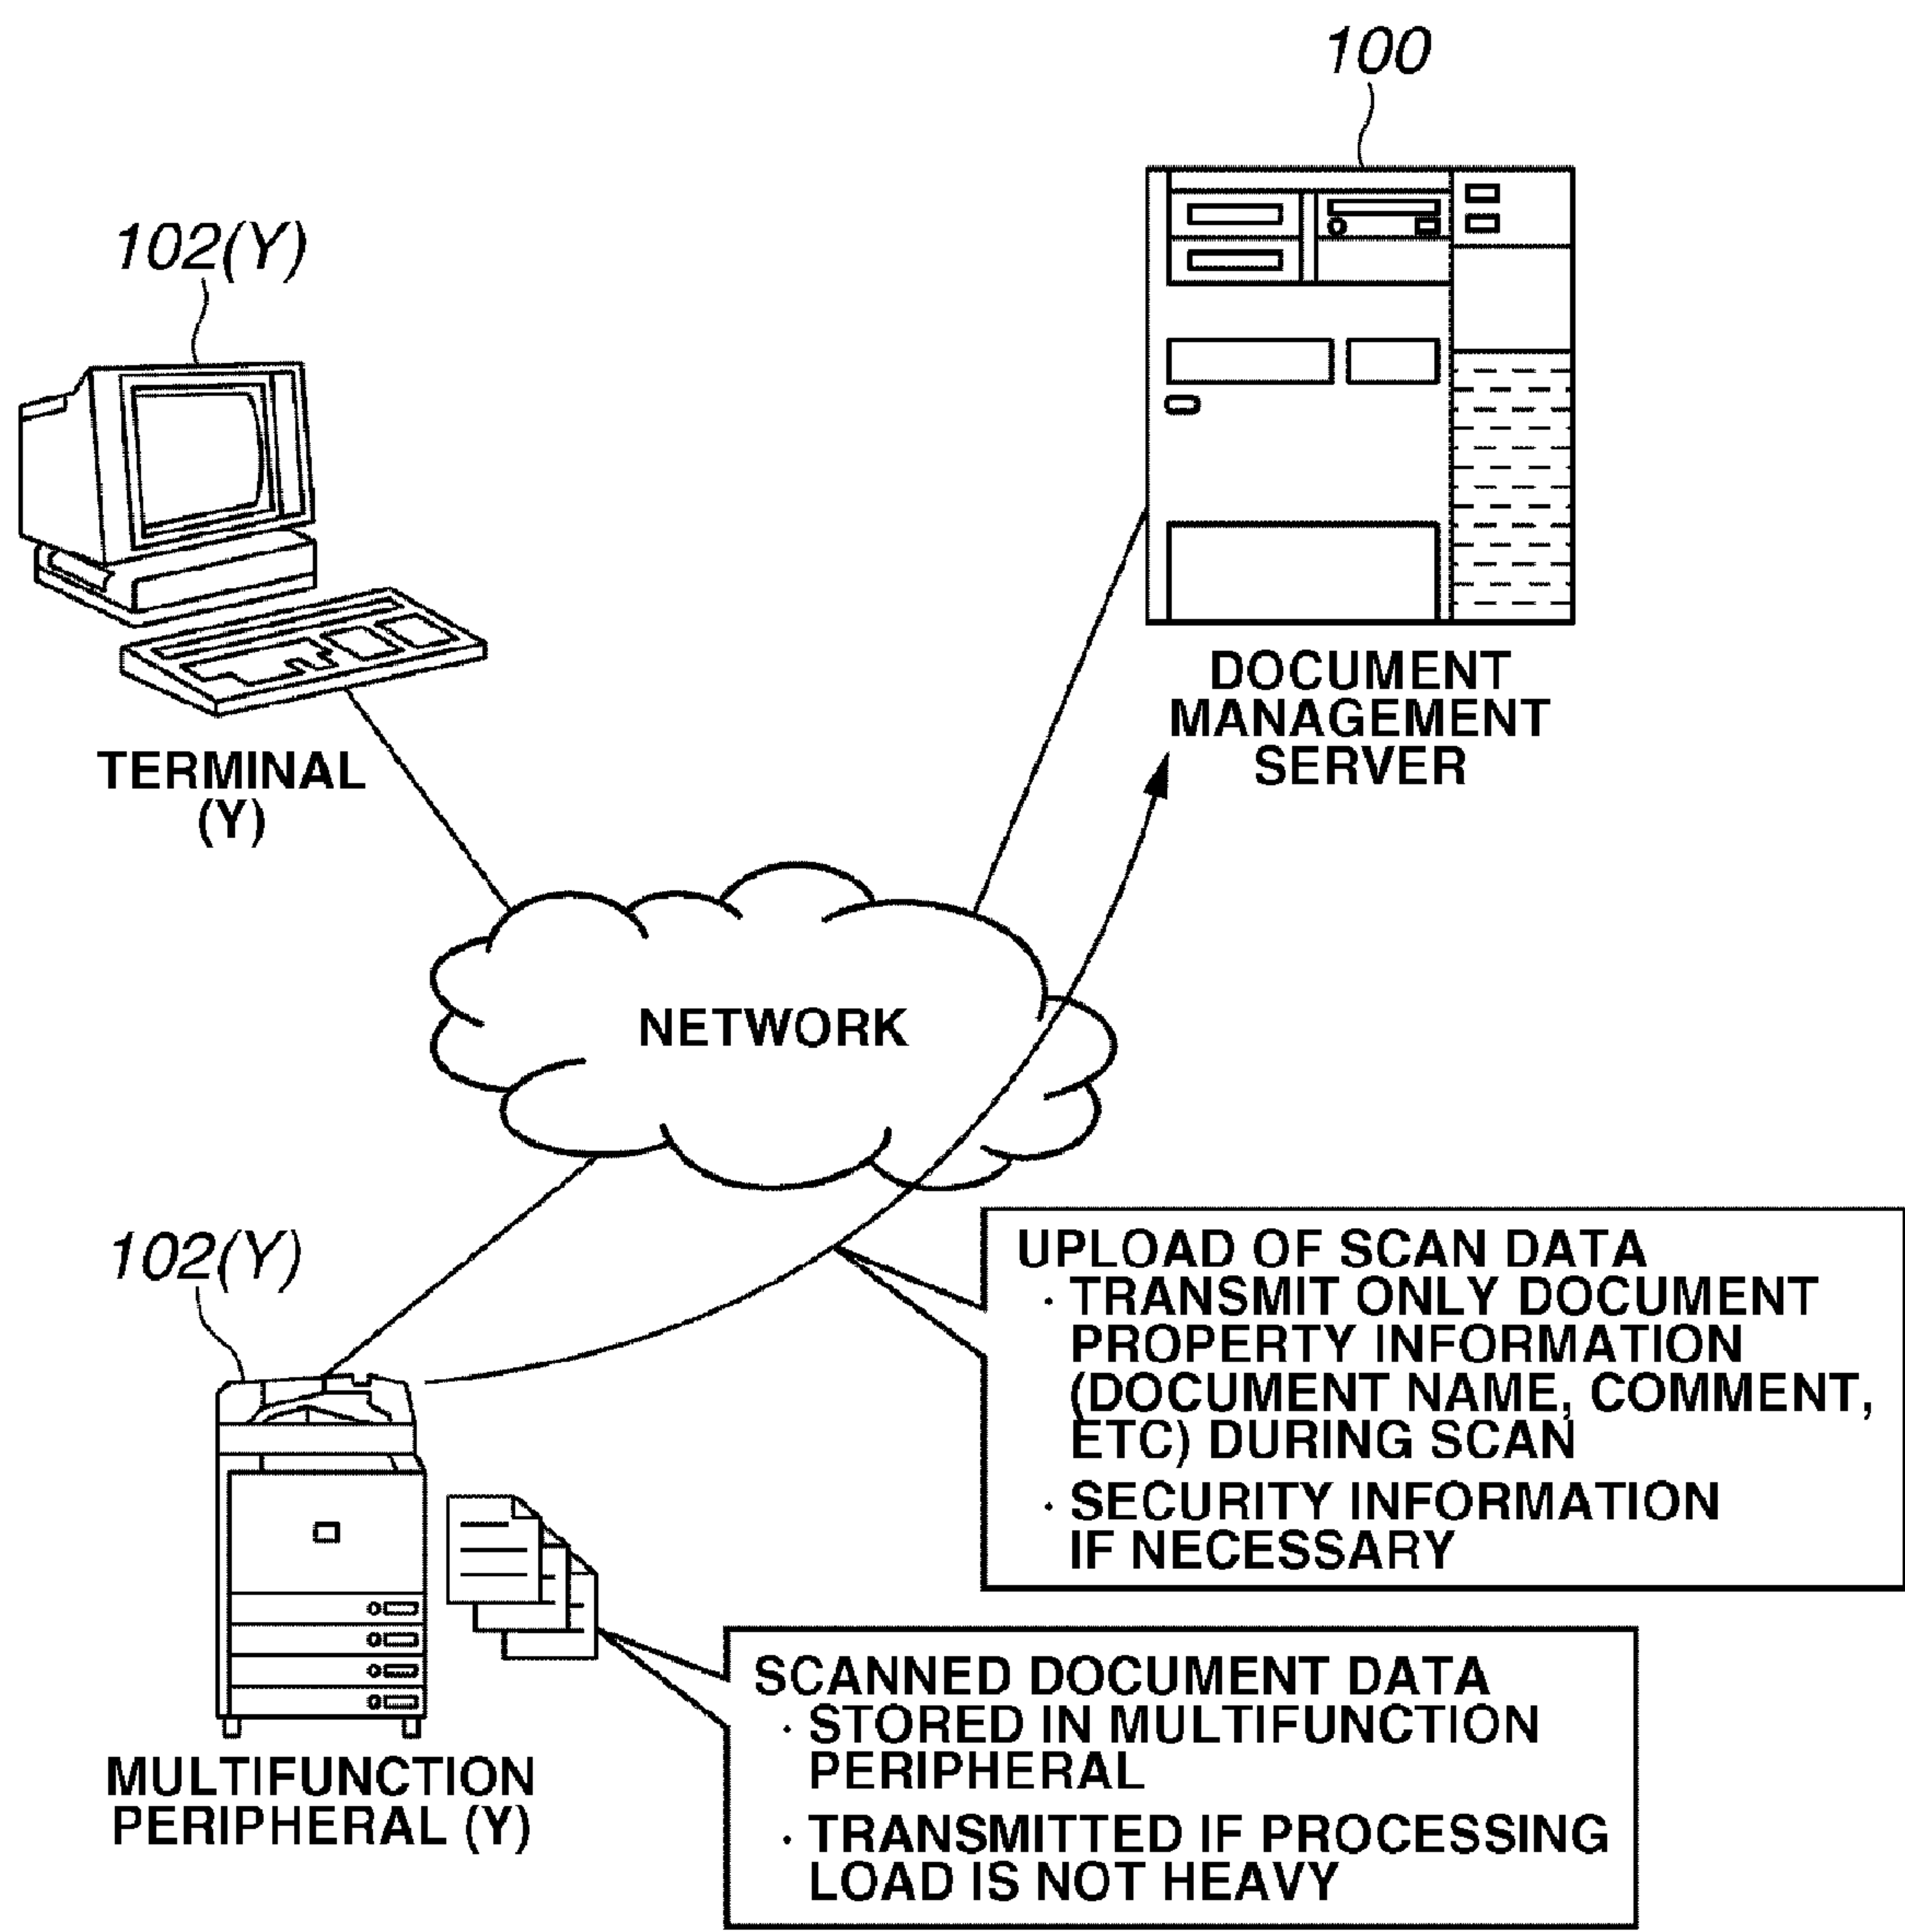 100
102(Y)
DOCUMENT
MANAGEMENT
SERVER
TERMINAL
(Y)
NETWORK
102(Y)
UPLOAD OF SCAN DATA
· TRANSMIT ONLY DOCUMENT
PROPERTY INFORMATION
(DOCUMENT NAME, COMMENT,
ETC) DURING SCAN
· SECURITY INFORMATION
IF NECESSARY
SCANNED DOCUMENT DATA
· STORED IN MULTIFUNCTION
PERIPHERAL
· TRANSMITTED IF PROCESSING
LOAD IS NOT HEAVY
MULTIFUNCTION
PERIPHERAL (Y)